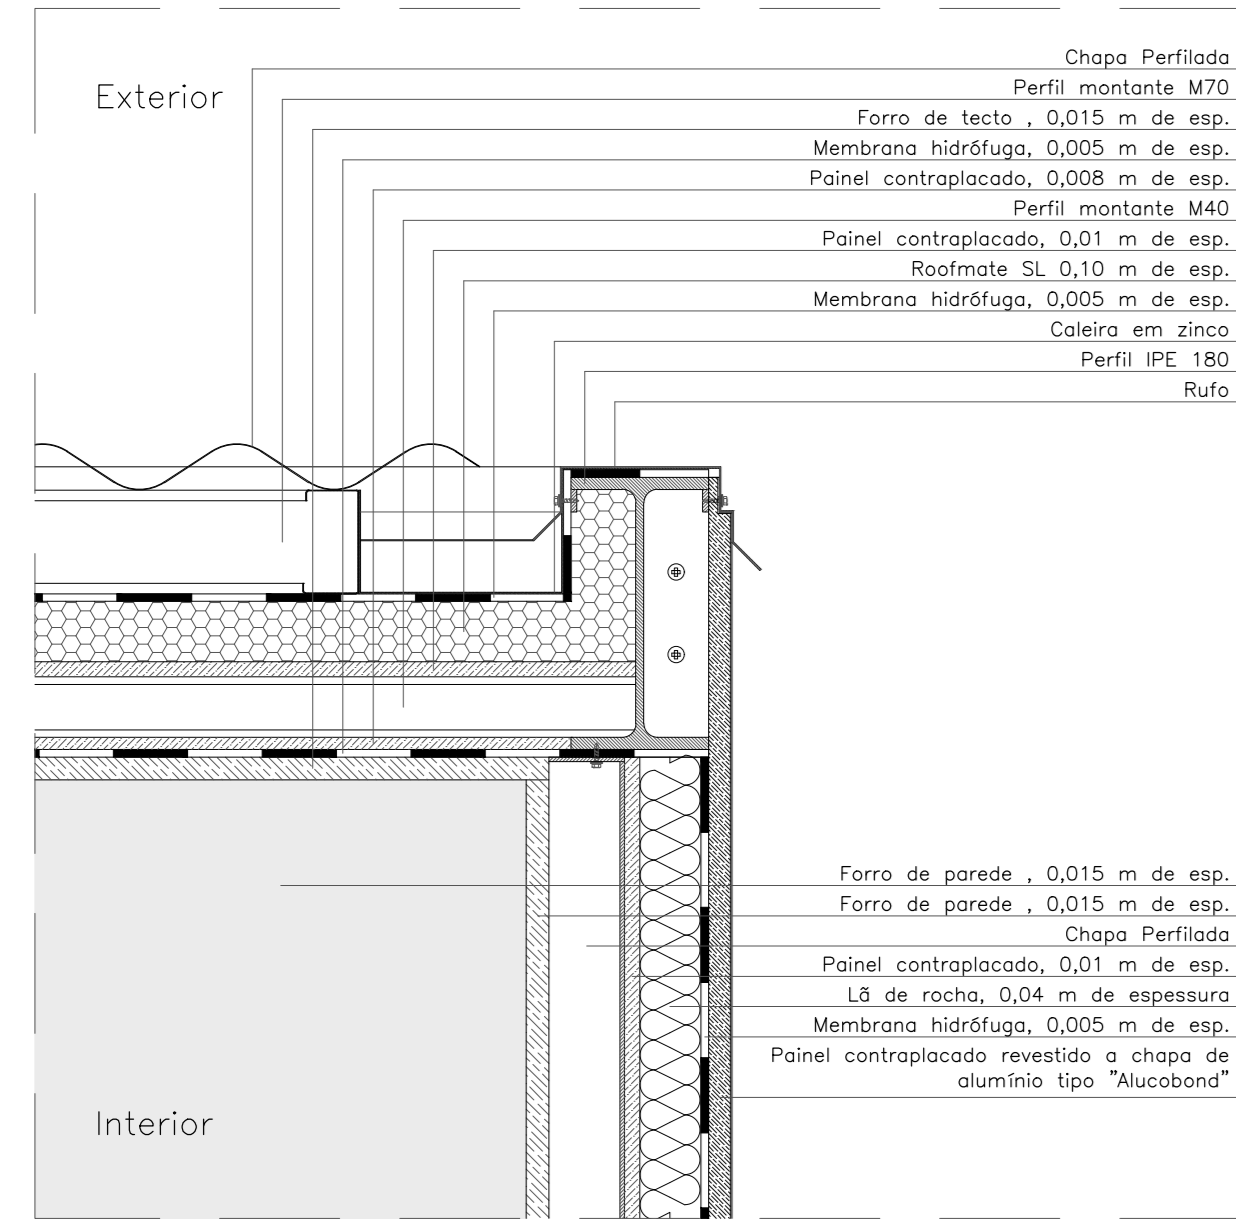 Exterior
Chapa Perfilada
Perfil montante M70
Forro de tecto , 0,015 m de esp.
Membrana hidrófuga, 0,005 m de esp.
Painel contraplacado, 0,008 m de esp.
Perfil montante M40
Painel contraplacado, 0,01 m de esp.
Roofmate SL 0,10 m de esp.
Membrana hidrófuga, 0,005 m de esp.
Caleira em zinco
Perfil IPE 180
Rufo
Forro de parede , 0,015 m de esp.
Forro de parede , 0,015 m de esp.
Chapa Perfilada
Painel contraplacado, 0,01 m de esp.
Lã de rocha, 0,04 m de espessura
Membrana hidrófuga, 0,005 m de esp.
Painel contraplacado revestido a chapa de
alumínio tipo "Alucobond"
Interior